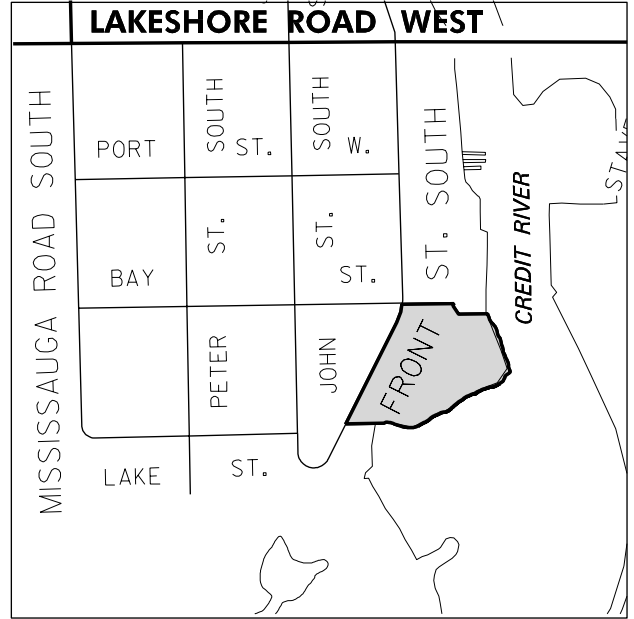 LAKESHORE ROAD WEST
MISSISSAUGA ROAD SOUTH
PORT ST. W.
BAY ST.
LAKE ST.
PETER ST. SOUTH
JOHN ST. SOUTH
FRONT ST. SOUTH
CREDIT RIVER